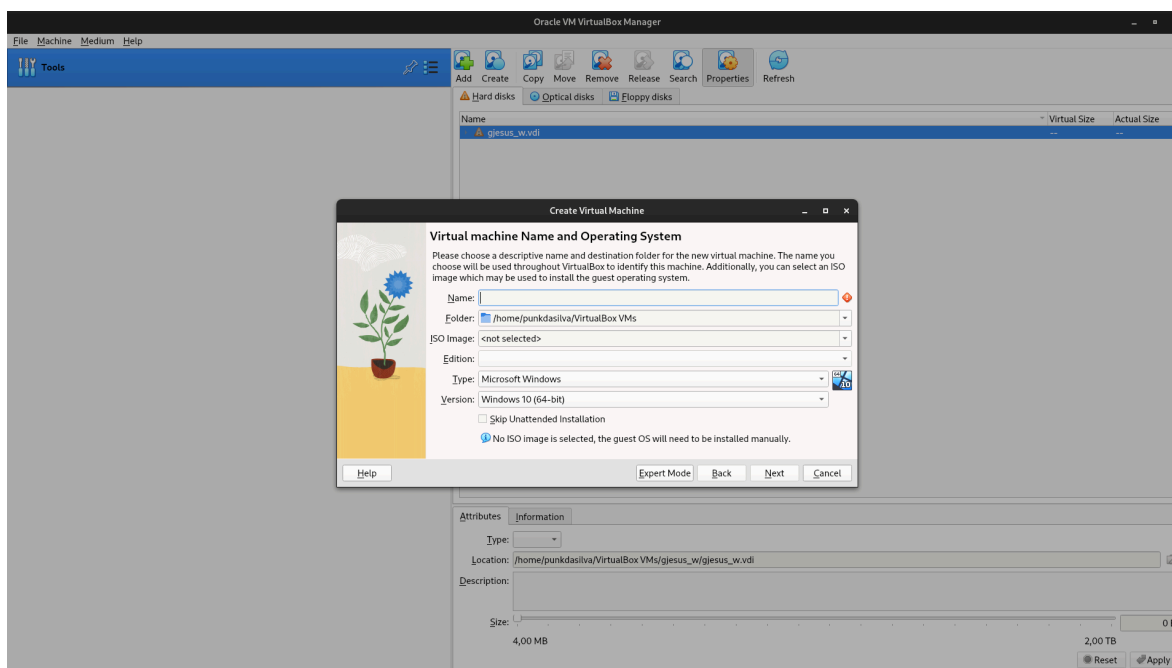 Oracle VM VirtualBox Manager
File Machine Medium Help
Tools
Add Create Copy Move Remove Release Search Properties Refresh
Hard disks Optical disks Floppy disks
Name Virtual Size Actual Size
gjesus_w.vdi -- --
Create Virtual Machine
Virtual machine Name and Operating System
Please choose a descriptive name and destination folder for the new virtual machine. The name you
choose will be used throughout VirtualBox to identify this machine. Additionally, you can select an ISO
image which may be used to install the guest operating system.
Name:
Folder: /home/punkdasilva/VirtualBox VMs
ISO Image: <not selected>
Edition:
Type: Microsoft Windows
64
10
Version: Windows 10 (64-bit)
Skip Unattended Installation
No ISO image is selected, the guest OS will need to be installed manually.
Help Expert Mode Back Next Cancel
Attributes Information
Type:
Location: /home/punkdasilva/VirtualBox VMs/gjesus_w/gjesus_w.vdi
Description:
Size: 0
4,00 MB 2,00 TB
Reset Apply